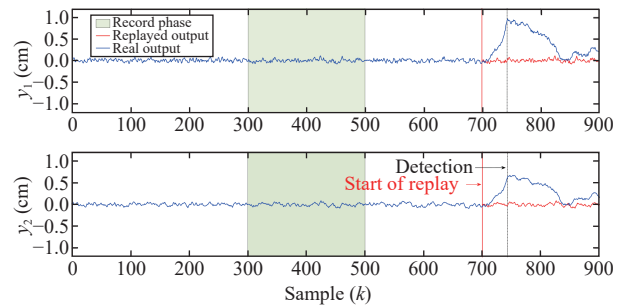 Record phase
Replayed output
Real output
y1 (cm)
1.0
0.5
0
−0.5
−1.0
0 100 200 300 400 500 600 700 800 900
y2 (cm)
1.0
0.5
0
−0.5
−1.0
Detection
Start of replay
0 100 200 300 400 500 600 700 800 900
Sample (k)